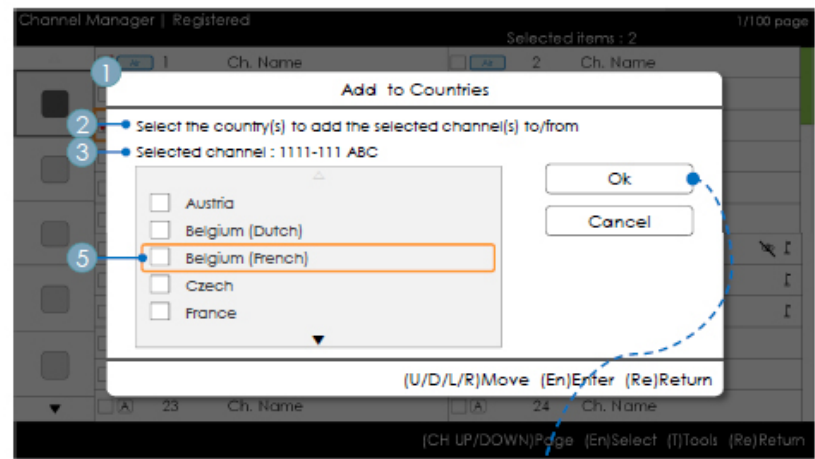 Channel Manager | Registered
1/100 page
Selected items : 2
Air 1 Ch. Name Air 2 Ch. Name
1
Add to Countries
2 Select the country(s) to add the selected channel(s) to/from
3 Selected channel : 1111-111 ABC
Ok
Austria
Cancel
Belgium (Dutch)
5 Belgium (French)
Czech
France
(U/D/L/R)Move (En)Enter (Re)Return
A 23 Ch. Name A 24 Ch. Name
(CH UP/DOWN)Page (En)Select (T)Tools (Re)Return